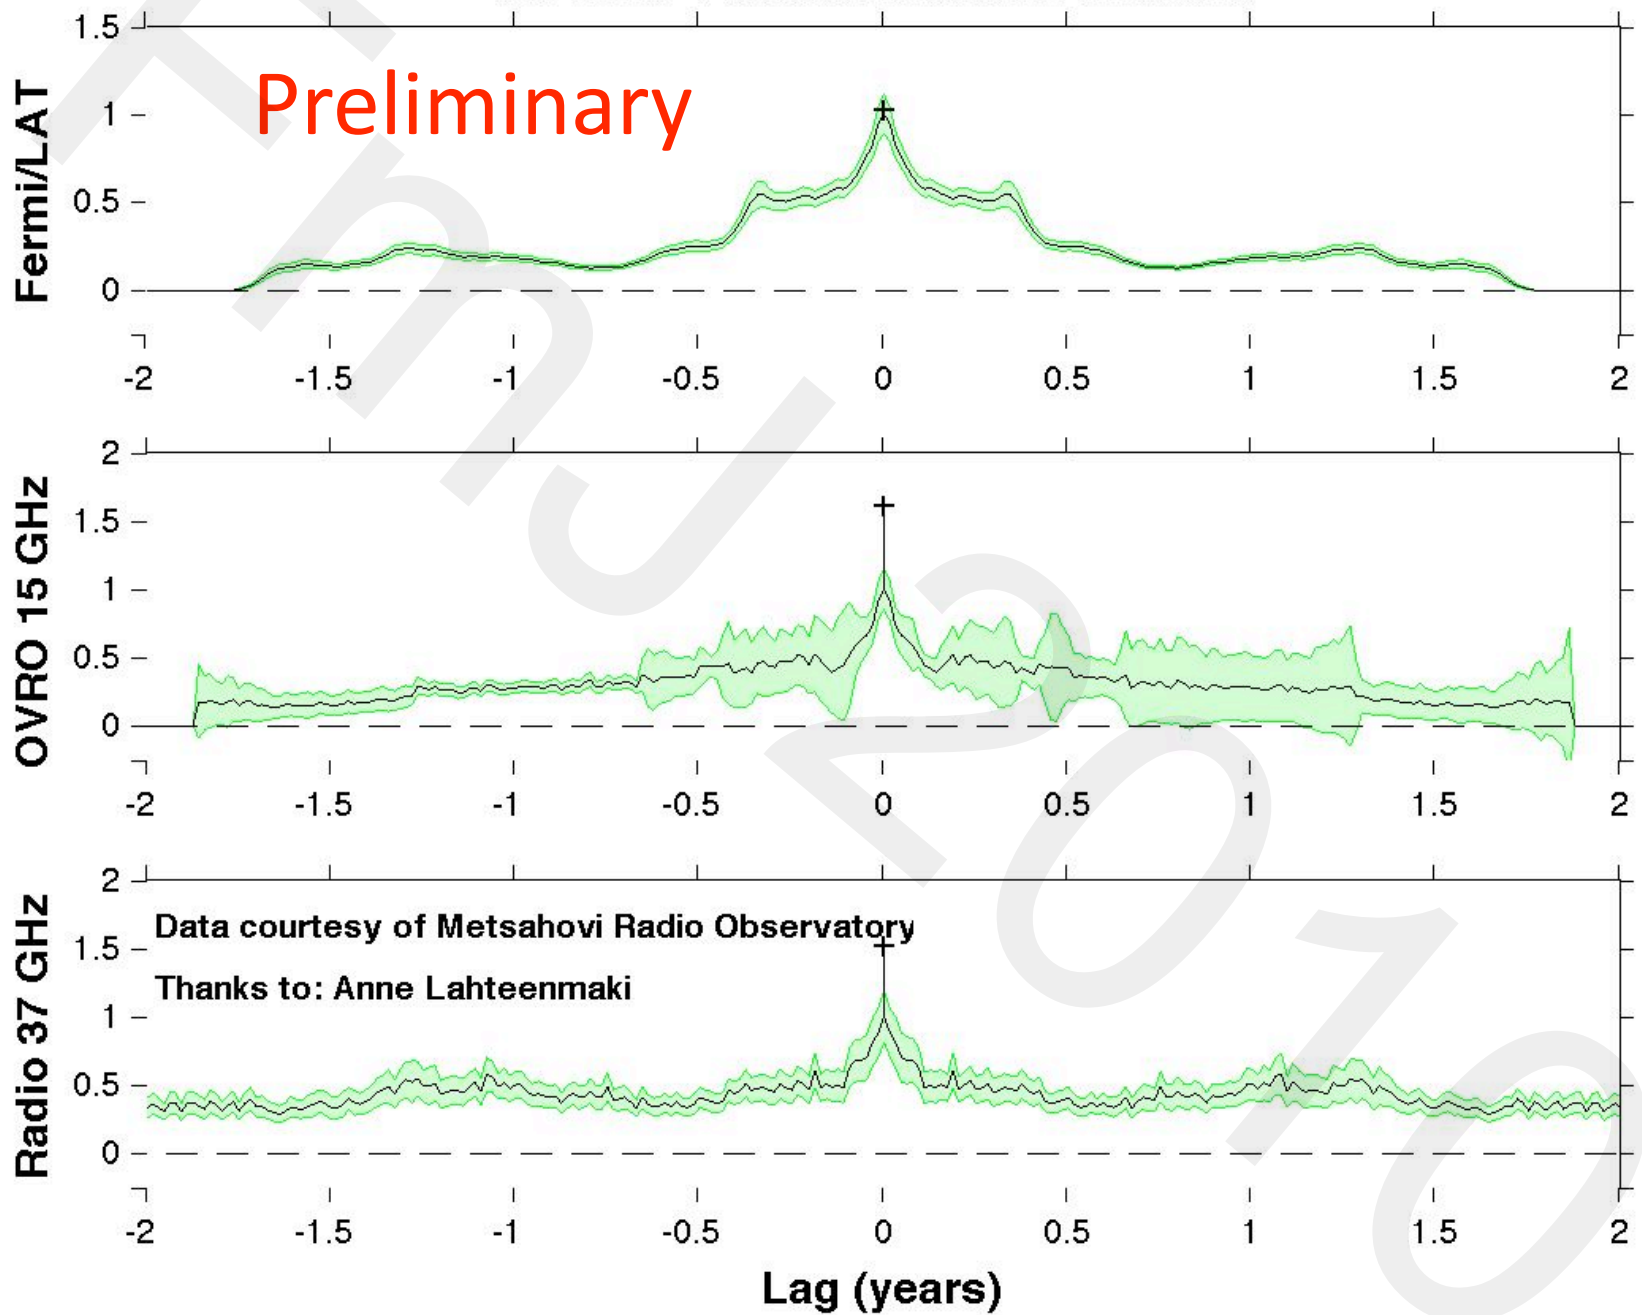 1.5
Preliminary
1
0.5
0
Fermi/LAT
-2 -1.5 -1 -0.5 0 0.5 1 1.5 2
2
1.5
1
0.5
0
OVRO 15 GHz
-2 -1.5 -1 -0.5 0 0.5 1 1.5 2
2
Data courtesy of Metsahovi Radio Observatory
1.5
Thanks to: Anne Lahteenmaki
1
0.5
0
Radio 37 GHz
-2 -1.5 -1 -0.5 0 0.5 1 1.5 2
Lag (years)
FmJ 2010